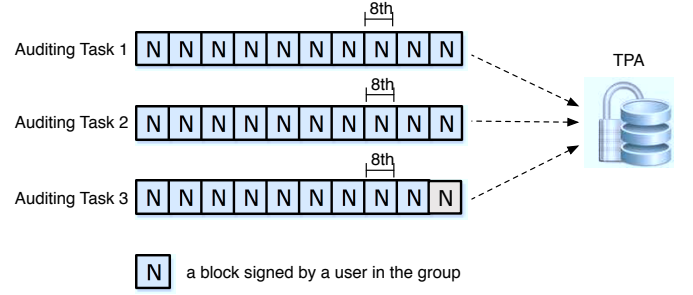 8th
Auditing Task 1 N N N N N N N N N N
TPA
8th
Auditing Task 2 N N N N N N N N N N
8th
Auditing Task 3 N N N N N N N N N N
N a block signed by a user in the group